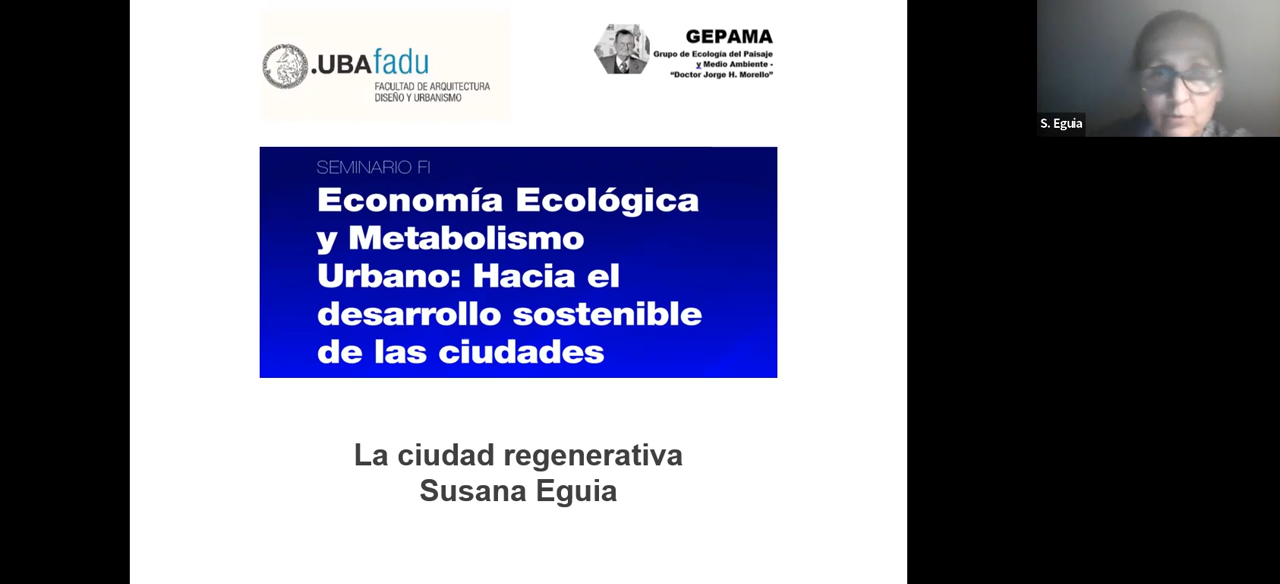 .UBAfadu
FACULTAD DE ARQUITECTURA
DISEÑO Y URBANISMO
GEPAMA
Grupo de Ecología del Paisaje
y Medio Ambiente -
"Doctor Jorge H. Morello"
S. Eguia
SEMINARIO FI
Economía Ecológica
y Metabolismo
Urbano: Hacia el
desarrollo sostenible
de las ciudades
La ciudad regenerativa
Susana Eguia